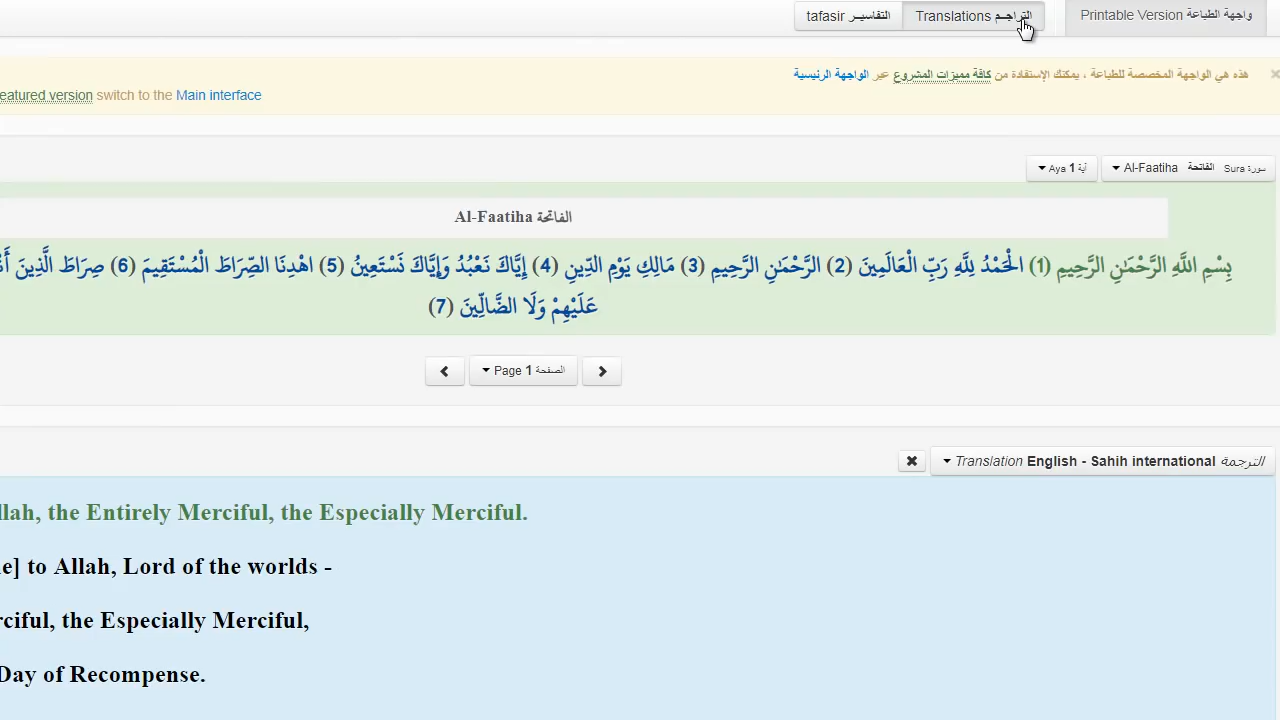 tafasir التفاسيـر
Translations التراجـم
Printable Version واجهة الطباعة
هذه هي الواجهة المخصصة للطباعة ، يمكنك الإستفادة من كافة مميزات المشروع عبر الواجهة الرئيسية
eatured version switch to the Main interface
Aya 1 آية
Al-Faatiha الفاتحة Sura سورة
Al-Faatiha الفاتحة
بِسْمِ اللَّهِ الرَّحْمَٰنِ الرَّحِيمِ (1) الْحَمْدُ لِلَّهِ رَبِّ الْعَالَمِينَ (2) الرَّحْمَٰنِ الرَّحِيمِ (3) مَالِكِ يَوْمِ الدِّينِ (4) إِيَّاكَ نَعْبُدُ وَإِيَّاكَ نَسْتَعِينُ (5) اهْدِنَا الصِّرَاطَ الْمُسْتَقِيمَ (6) صِرَاطَ الَّذِينَ
عَلَيْهِمْ وَلَا الضَّالِّينَ (7)
Page 1 الصفحة
Translation English - Sahih international الترجمة
llah, the Entirely Merciful, the Especially Merciful.
e] to Allah, Lord of the worlds -
rciful, the Especially Merciful,
Day of Recompense.